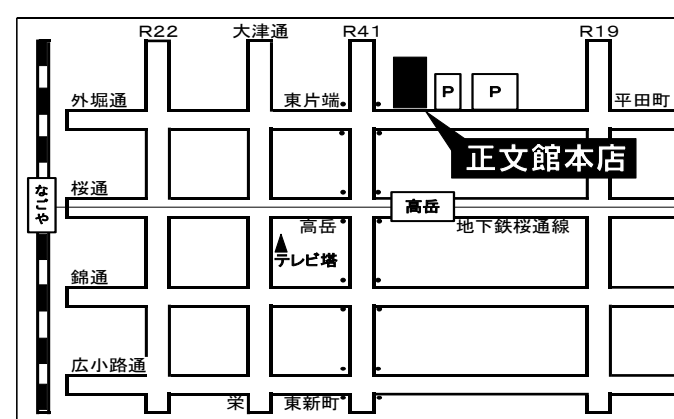 R22
大津通
R41
R19
外堀通
東片端
P
P
平田町
正文館本店
なごや
桜通
高岳
高岳
地下鉄桜通線
テレビ塔
錦通
広小路通
栄
東新町